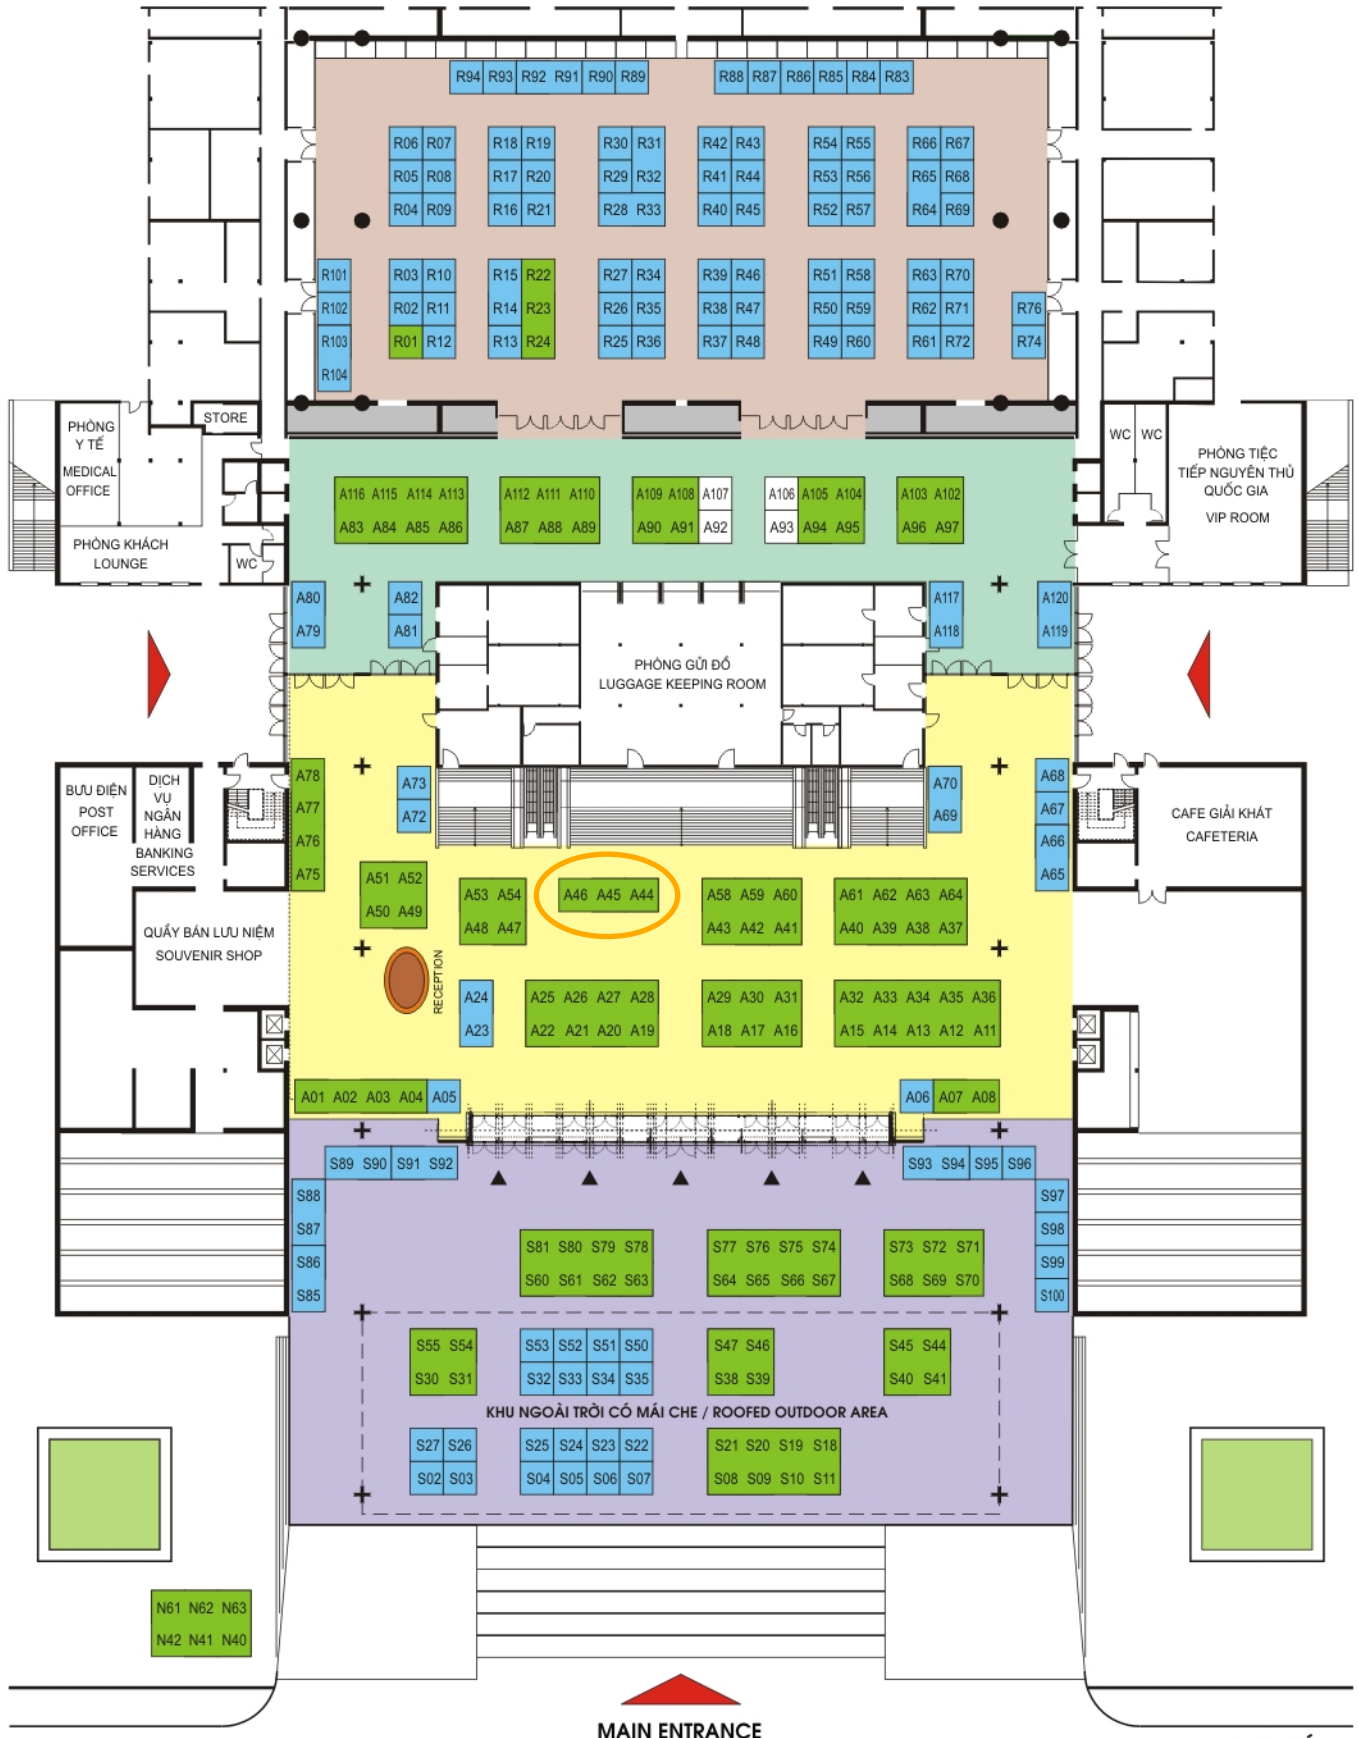 R94 R93 R92 R91 R90 R89 R88 R87 R86 R85 R84 R83
R06 R07 R18 R19 R30 R31 R42 R43 R54 R55 R66 R67
R05 R08 R17 R20 R29 R32 R41 R44 R53 R56 R65 R68
R04 R09 R16 R21 R28 R33 R40 R45 R52 R57 R64 R69
R101 R03 R10 R15 R22 R27 R34 R39 R46 R51 R58 R63 R70
R102 R02 R11 R14 R23 R26 R35 R38 R47 R50 R59 R62 R71 R76
R103 R01 R12 R13 R24 R25 R36 R37 R48 R49 R60 R61 R72 R74
R104
STORE
PHÒNG
Y TẾ
MEDICAL
OFFICE
WC WC
PHÒNG TIỆC
TIẾP NGUYÊN THỦ
QUỐC GIA
VIP ROOM
A116 A115 A114 A113 A112 A111 A110 A109 A108 A107 A106 A105 A104 A103 A102
A83 A84 A85 A86 A87 A88 A89 A90 A91 A92 A93 A94 A95 A96 A97
PHÒNG KHÁCH
LOUNGE
WC
A80 A82 A117 A120
A79 A81 A118 A119
PHÒNG GỬI ĐỒ
LUGGAGE KEEPING ROOM
BƯU ĐIỆN
POST
OFFICE
DỊCH
VỤ
NGÂN
HÀNG
BANKING
SERVICES
A78 A73 A70 A68
A77 A72 A69 A67
A76 A66
A75 A65
CAFE GIẢI KHÁT
CAFETERIA
A51 A52
A50 A49
A53 A54 A46 A45 A44 A58 A59 A60 A61 A62 A63 A64
A48 A47 A43 A42 A41 A40 A39 A38 A37
QUẦY BÁN LƯU NIỆM
SOUVENIR SHOP
RECEPTION
A24 A25 A26 A27 A28 A29 A30 A31 A32 A33 A34 A35 A36
A23 A22 A21 A20 A19 A18 A17 A16 A15 A14 A13 A12 A11
A01 A02 A03 A04 A05 A06 A07 A08
S89 S90 S91 S92 S93 S94 S95 S96
S88 S97
S87 S98
S86 S99
S85 S100
S81 S80 S79 S78 S77 S76 S75 S74 S73 S72 S71
S60 S61 S62 S63 S64 S65 S66 S67 S68 S69 S70
S55 S54 S53 S52 S51 S50 S47 S46 S45 S44
S30 S31 S32 S33 S34 S35 S38 S39 S40 S41
KHU NGOÀI TRỜI CÓ MÁI CHE / ROOFED OUTDOOR AREA
S27 S26 S25 S24 S23 S22 S21 S20 S19 S18
S02 S03 S04 S05 S06 S07 S08 S09 S10 S11
N61 N62 N63
N42 N41 N40
MAIN ENTRANCE